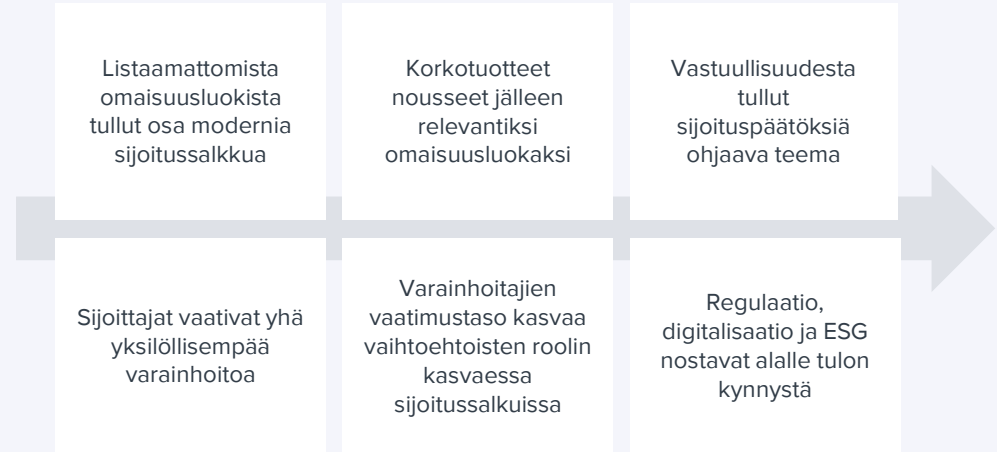 Listaamattomista
omaisuusluokista
tullut osa modernia
sijoitussalkkua
Korkotuotteet
nousseet jälleen
relevantiksi
omaisuusluokaksi
Vastuullisuudesta
tullut
sijoituspäätöksiä
ohjaava teema
Sijoittajat vaativat yhä
yksilöllisempää
varainhoitoa
Varainhoitajien
vaatimustaso kasvaa
vaihtoehtoisten roolin
kasvaessa
sijoitussalkuissa
Regulaatio,
digitalisaatio ja ESG
nostavat alalle tulon
kynnystä